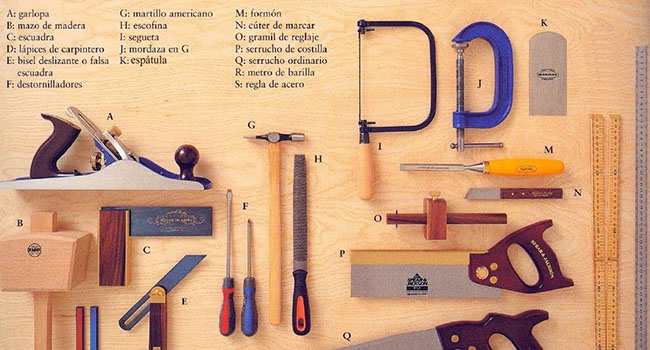 A: garlopa
B: mazo de madera
C: escuadra
D: lápices de carpintero
E: bisel deslizante o falsa
escuadra
F: destornilladores
G: martillo americano
H: escofina
I: segueta
J: mordaza en G
K: espátula
M: formón
N: cúter de marcar
O: gramil de reglaje
P: serrucho de costilla
Q: serrucho ordinario
R: metro de barilla
S: regla de acero
A
B
C
E
F
G
H
I
J
K
M
N
O
P
Q
SPEAR &
JACKSON